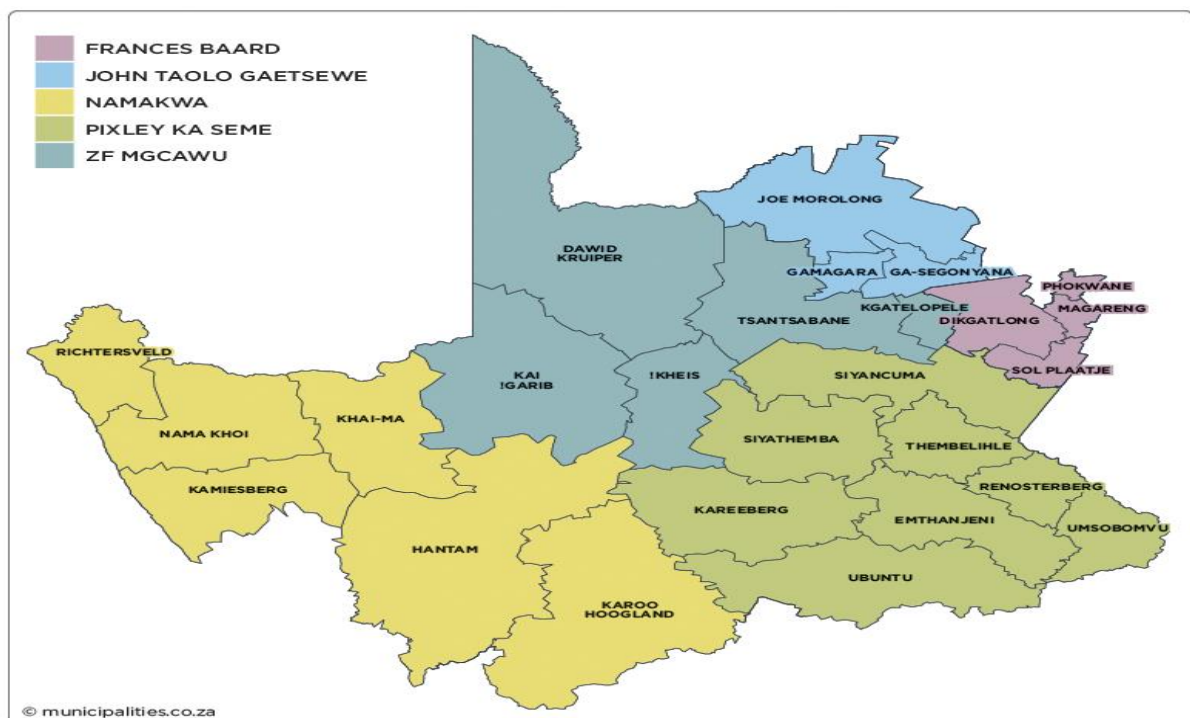 FRANCES BAARD
JOHN TAOLO GAETSEWE
NAMAKWA
PIXLEY KA SEME
ZF MGCAWU
JOE MOROLONG
DAWID
KRUIPER
GAMAGARA
GA-SEGONYANA
PHOKWANE
KGATELOPELE
MAGARENG
TSANTSABANE
DIKGATLONG
RICHTERSVELD
SOL PLAATJE
KAI
!GARIB
!KHEIS
SIYANCUMA
KHAI-MA
NAMA KHOI
SIYATHEMBA
THEMBELIHLE
KAMIESBERG
RENOSTERBERG
KAREEBERG
EMTHANJENI
UMSOBOMVU
HANTAM
UBUNTU
KAROO
HOOGLAND
© municipalities.co.za